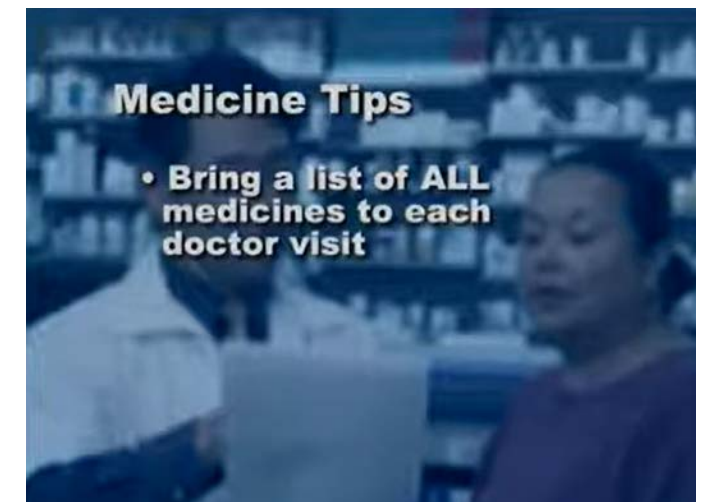 Medicine Tips
• Bring a list of ALL
medicines to each
doctor visit